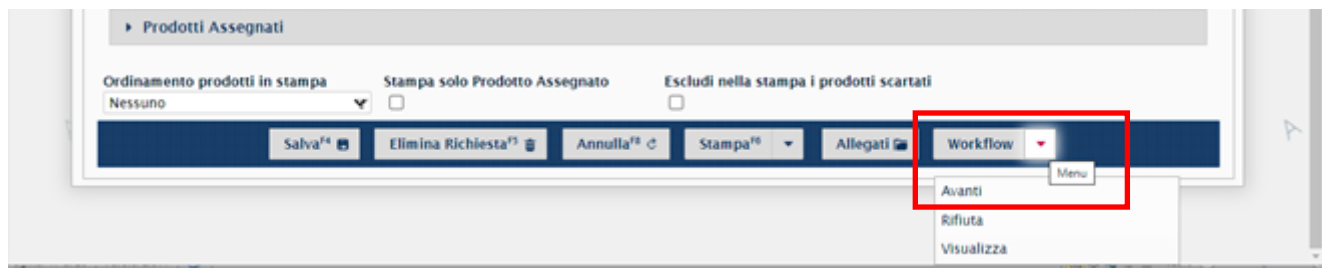 Prodotti Assegnati
Ordinamento prodotti in stampa Stampa solo Prodotto Assegnato Escludi nella stampa i prodotti scartati
Nessuno
Salva F4 Elimina Richiesta F5 Annulla F8 Stampa F6 Allegati Workflow
Menu
Avanti
Rifiuta
Visualizza